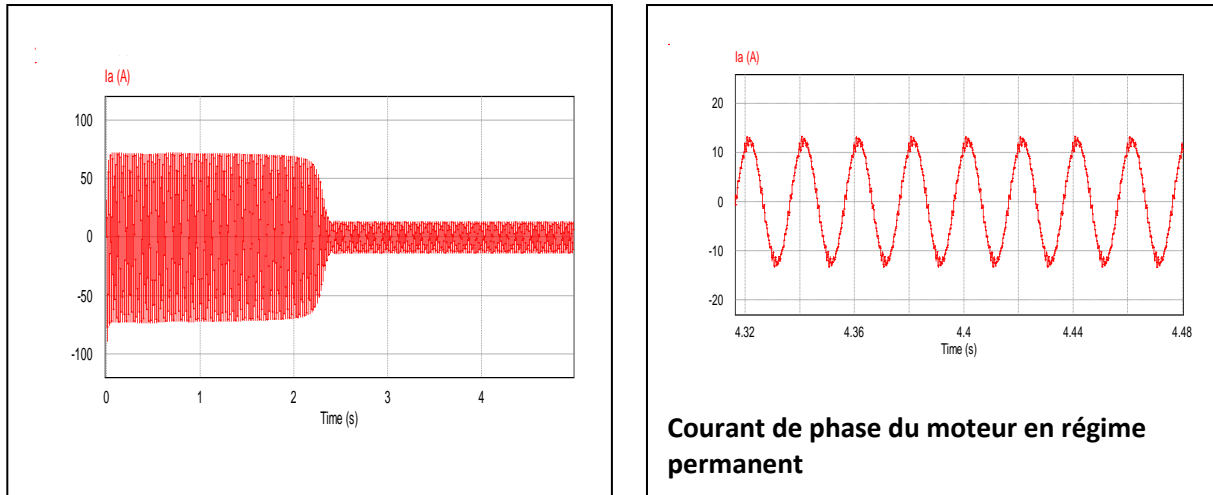 Ia (A)
100
50
0
-50
-100
0 1 2 3 4
Time (s)
Ia (A)
20
10
0
-10
-20
4.32 4.36 4.4 4.44 4.48
Time (s)
Courant de phase du moteur en régime
permanent